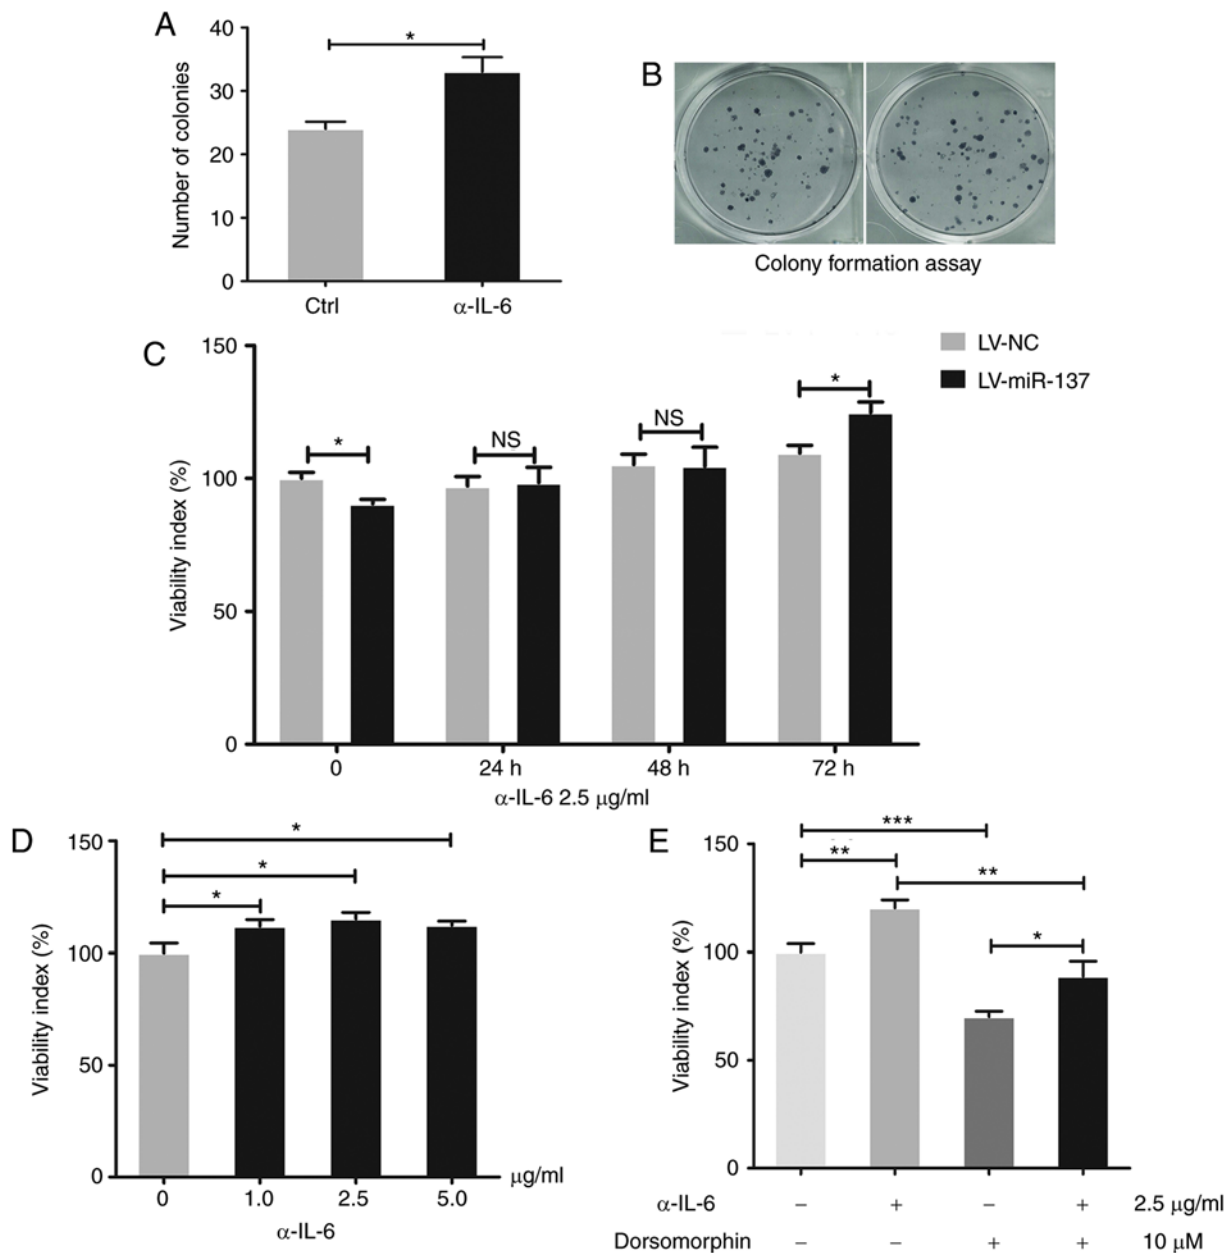 A
40
30
20
10
0
Number of colonies
*
Ctrl
α-IL-6
B
Colony formation assay
C
150
100
50
0
Viability index (%)
*
NS
NS
*
LV-NC
LV-miR-137
0
24 h
48 h
72 h
α-IL-6 2.5 μg/ml
D
150
100
50
0
Viability index (%)
*
*
*
0
1.0
2.5
5.0
μg/ml
α-IL-6
E
150
100
50
0
Viability index (%)
***
**
**
*
α-IL-6 − + − + 2.5 μg/ml
Dorsomorphin − − + + 10 μM